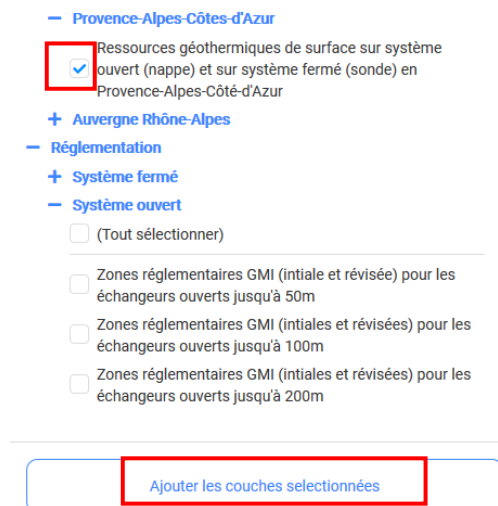 Provence-Alpes-Côtes-d'Azur
Ressources géothermiques de surface sur système
ouvert (nappe) et sur système fermé (sonde) en
Provence-Alpes-Côté-d'Azur
Auvergne Rhône-Alpes
Réglementation
Système fermé
Système ouvert
(Tout sélectionner)
Zones réglementaires GMI (intiale et révisée) pour les
échangeurs ouverts jusqu'à 50m
Zones réglementaires GMI (intiales et révisées) pour les
échangeurs ouverts jusqu'à 100m
Zones réglementaires GMI (intiales et révisées) pour les
échangeurs ouverts jusqu'à 200m
Ajouter les couches selectionnées